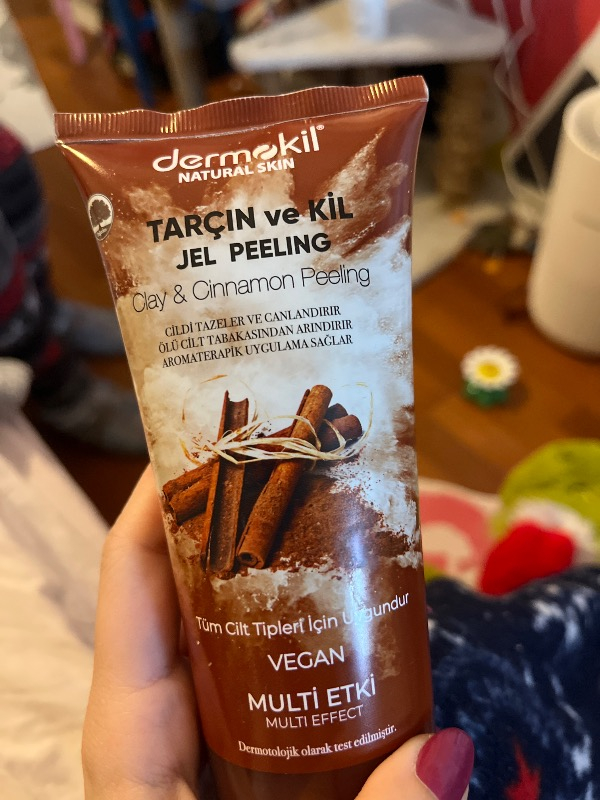 dermokil®
NATURAL SKIN
TARÇIN ve KİL
JEL PEELING
Clay & Cinnamon Peeling
CİLDİ TAZELER VE CANLANDIRIR
ÖLÜ CİLT TABAKASINDAN ARINDIRIR
AROMATERAPİK UYGULAMA SAĞLAR
Tüm Cilt Tipleri İçin Uygundur
VEGAN
MULTİ ETKİ
MULTI EFFECT
Dermotolojik olarak test edilmiştir.